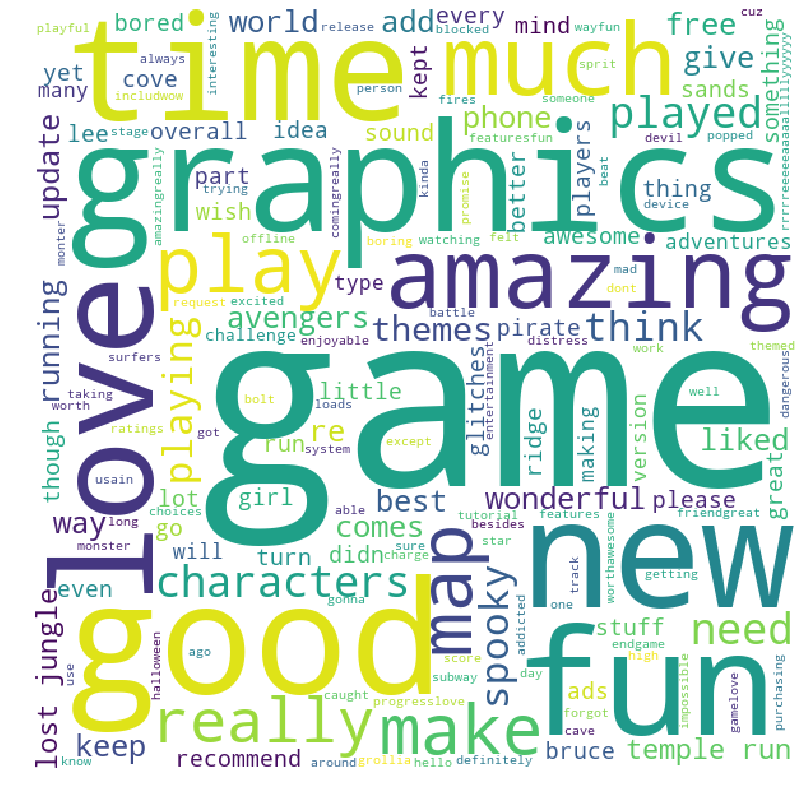 playful
bored
interesting
world
add
every
blocked
mind
wayfun
cuz
free
time
much
release
sprit
yet
cove
always
kept
give
something
many
includwow
person
fires
someone
sands
update
lee
stage
overall
idea
sound
phone
featuresfun
played
devil
popped
rrrrreeeeeaaaaallllyyyyyyy
graphics
part
trying
wish
amazingreally
comingreally
kinda
promise
better
players
beat
thing
device
monter
offline
boring
watching
felt
awesome
adventures
love
play
type
amazing
mad
dont
running
request
excited
avengers
battle
challenge
enjoyable
themes
pirate
distress
think
work
themed
surfers
playing
game
taking
worth
bolt
loads
little
entertainment
glitches
ridge
making
version
liked
well
dangerous
though
ratings
got
system
run
re
except
usain
lot
girl
best
wonderful
please
great
way
long
choices
go
able
comes
tutorial
features
besides
friendgreat
monster
will
turn
didn
sure
charge
star
map
new
worthawesome
track
getting
even
characters
gonna
spooky
addicted
one
lost jungle
use
halloween
good
ago
score
subway
day
fun
stuff
endgame
need
high
impossible
gamelove
purchasing
really
caught
progresslove
make
ads
forgot
cave
know
keep
recommend
around
grollia
hello
definitely
bruce
temple run